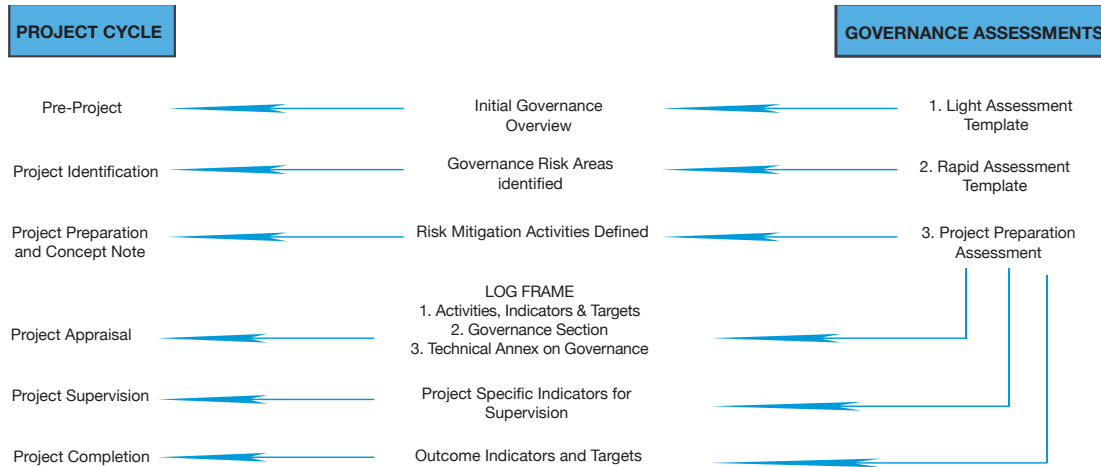 PROJECT CYCLE
GOVERNANCE ASSESSMENTS
Pre-Project
Initial Governance
Overview
1. Light Assessment
Template
Project Identification
Governance Risk Areas
identified
2. Rapid Assessment
Template
Project Preparation
and Concept Note
Risk Mitigation Activities Defined
3. Project Preparation
Assessment
Project Appraisal
LOG FRAME
1. Activities, Indicators & Targets
2. Governance Section
3. Technical Annex on Governance
Project Supervision
Project Specific Indicators for
Supervision
Project Completion
Outcome Indicators and Targets